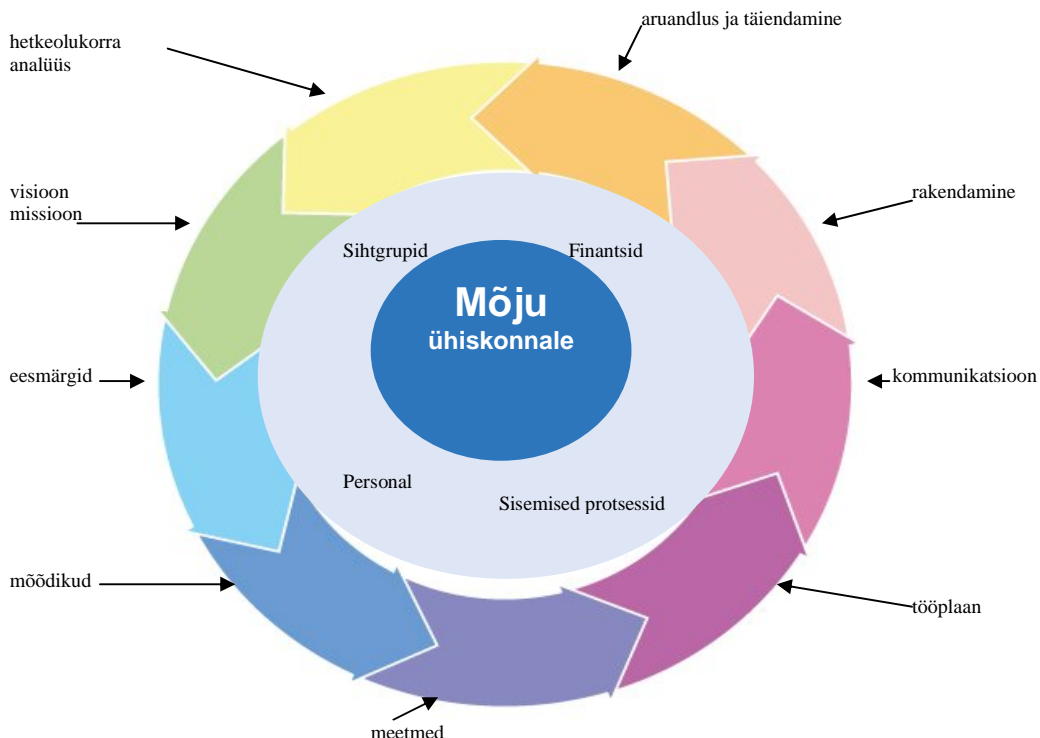 aruandlus ja täiendamine
hetkeolukorra
analüüs
visioon
missioon
rakendamine
Sihtgrupid
Finantsid
Mõju
ühiskonnale
eesmärgid
kommunikatsioon
Personal
Sisemised protsessid
mõõdikud
tööplaan
meetmed